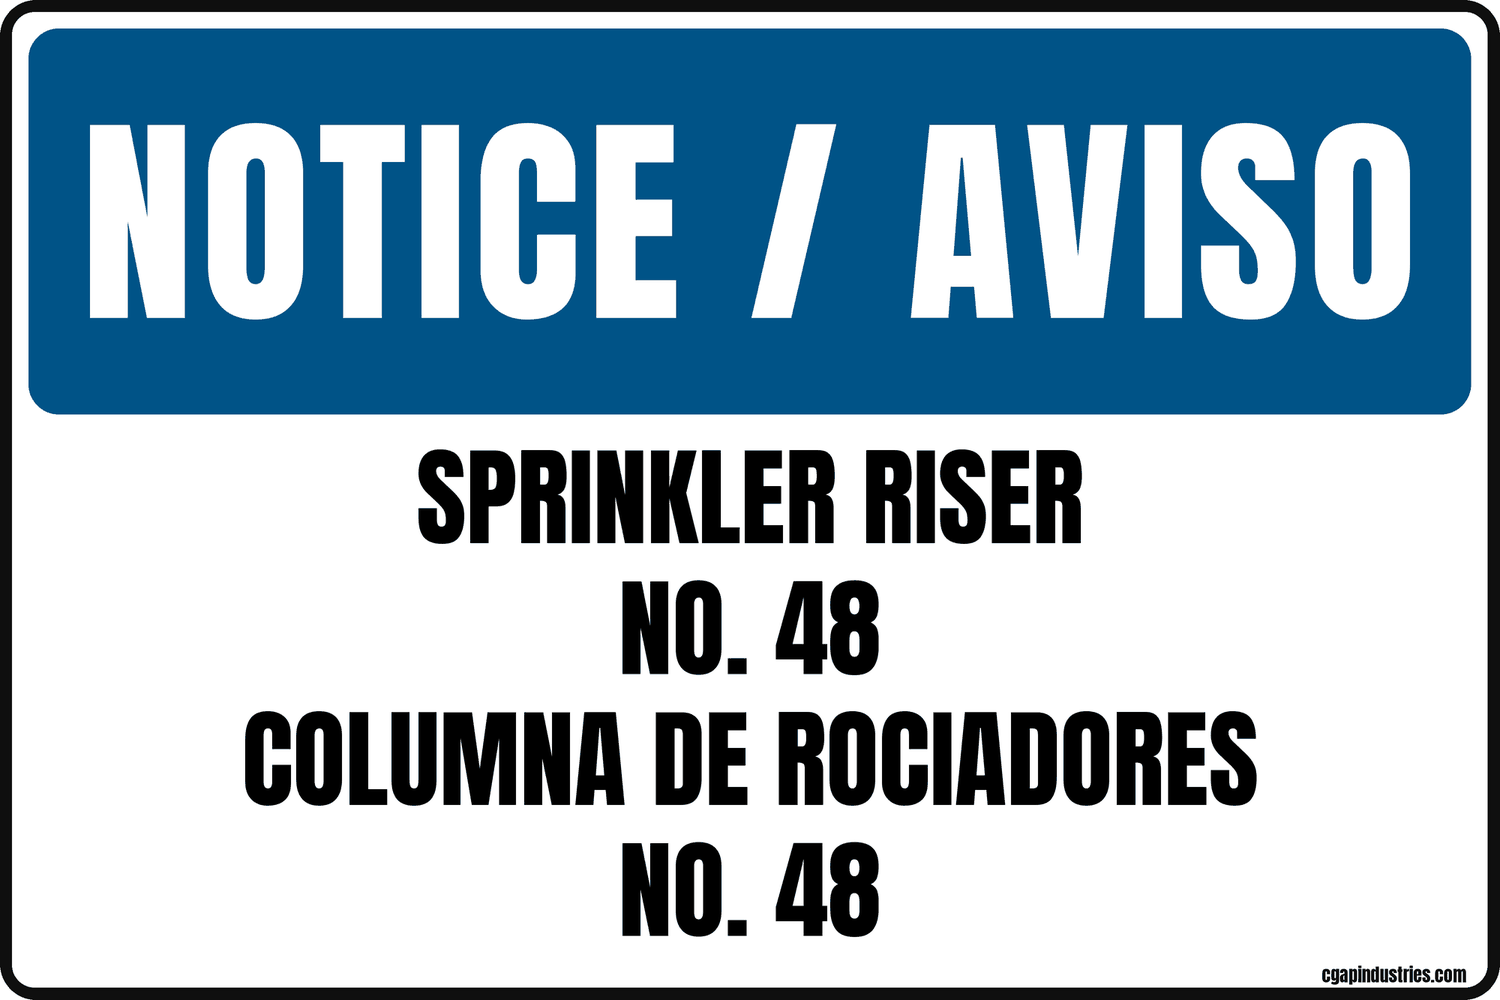 NOTICE / AVISO
SPRINKLER RISER
NO. 48
COLUMNA DE ROCIADORES
NO. 48
cgapindustries.com